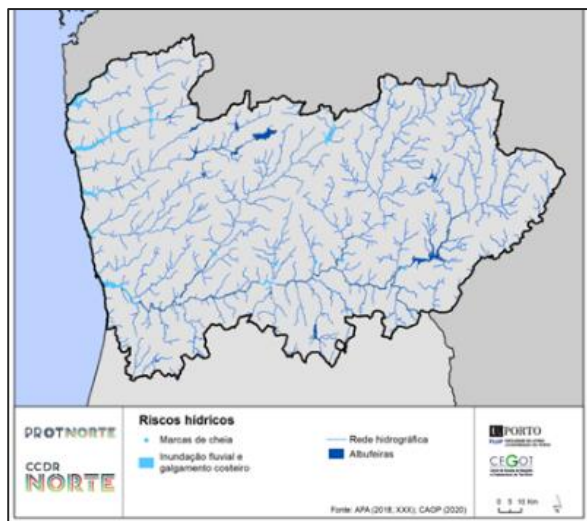 PROTNORTE
CCDR
NORTE
Riscos hídricos
Marcas de cheia
Inundação fluvial e
galgamento costeiro
Rede hidrográfica
Albufeiras
U.PORTO
FLUP
CEGOT
0 5 10 Km
Fonte: APA (2018, XXX); CAOP (2020)